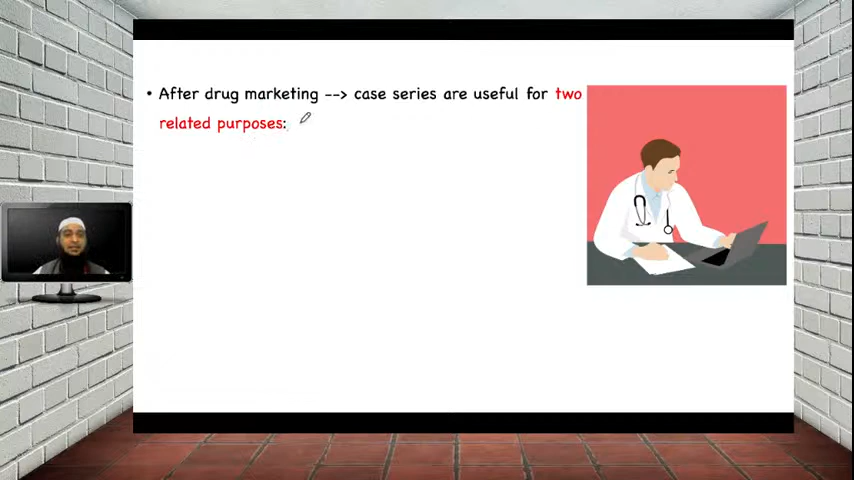 • After drug marketing --> case series are useful for two
related purposes: